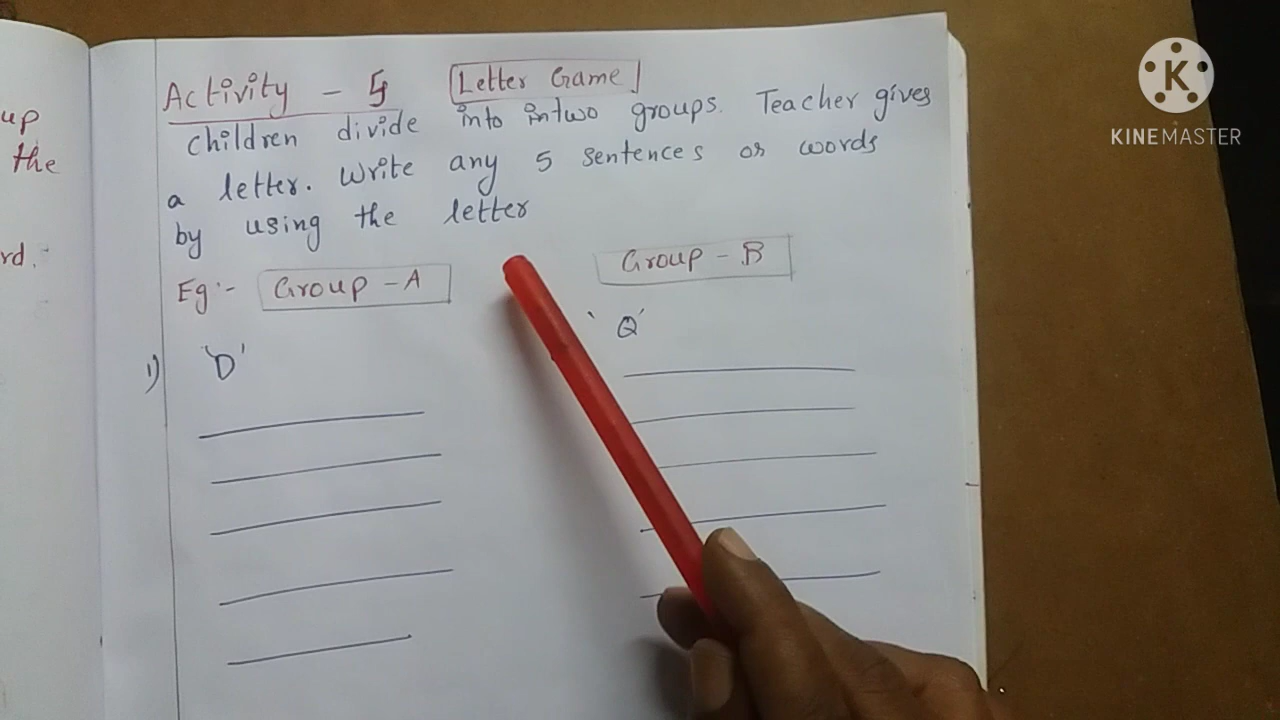 up
the
rd.
Activity - 5 Letter Game
children divide into intwo groups. Teacher gives
a letter. Write any 5 sentences or words
by using the letter
Eg:- Group - A Group - B
1) 'D' 'Q'
K
KINEMASTER